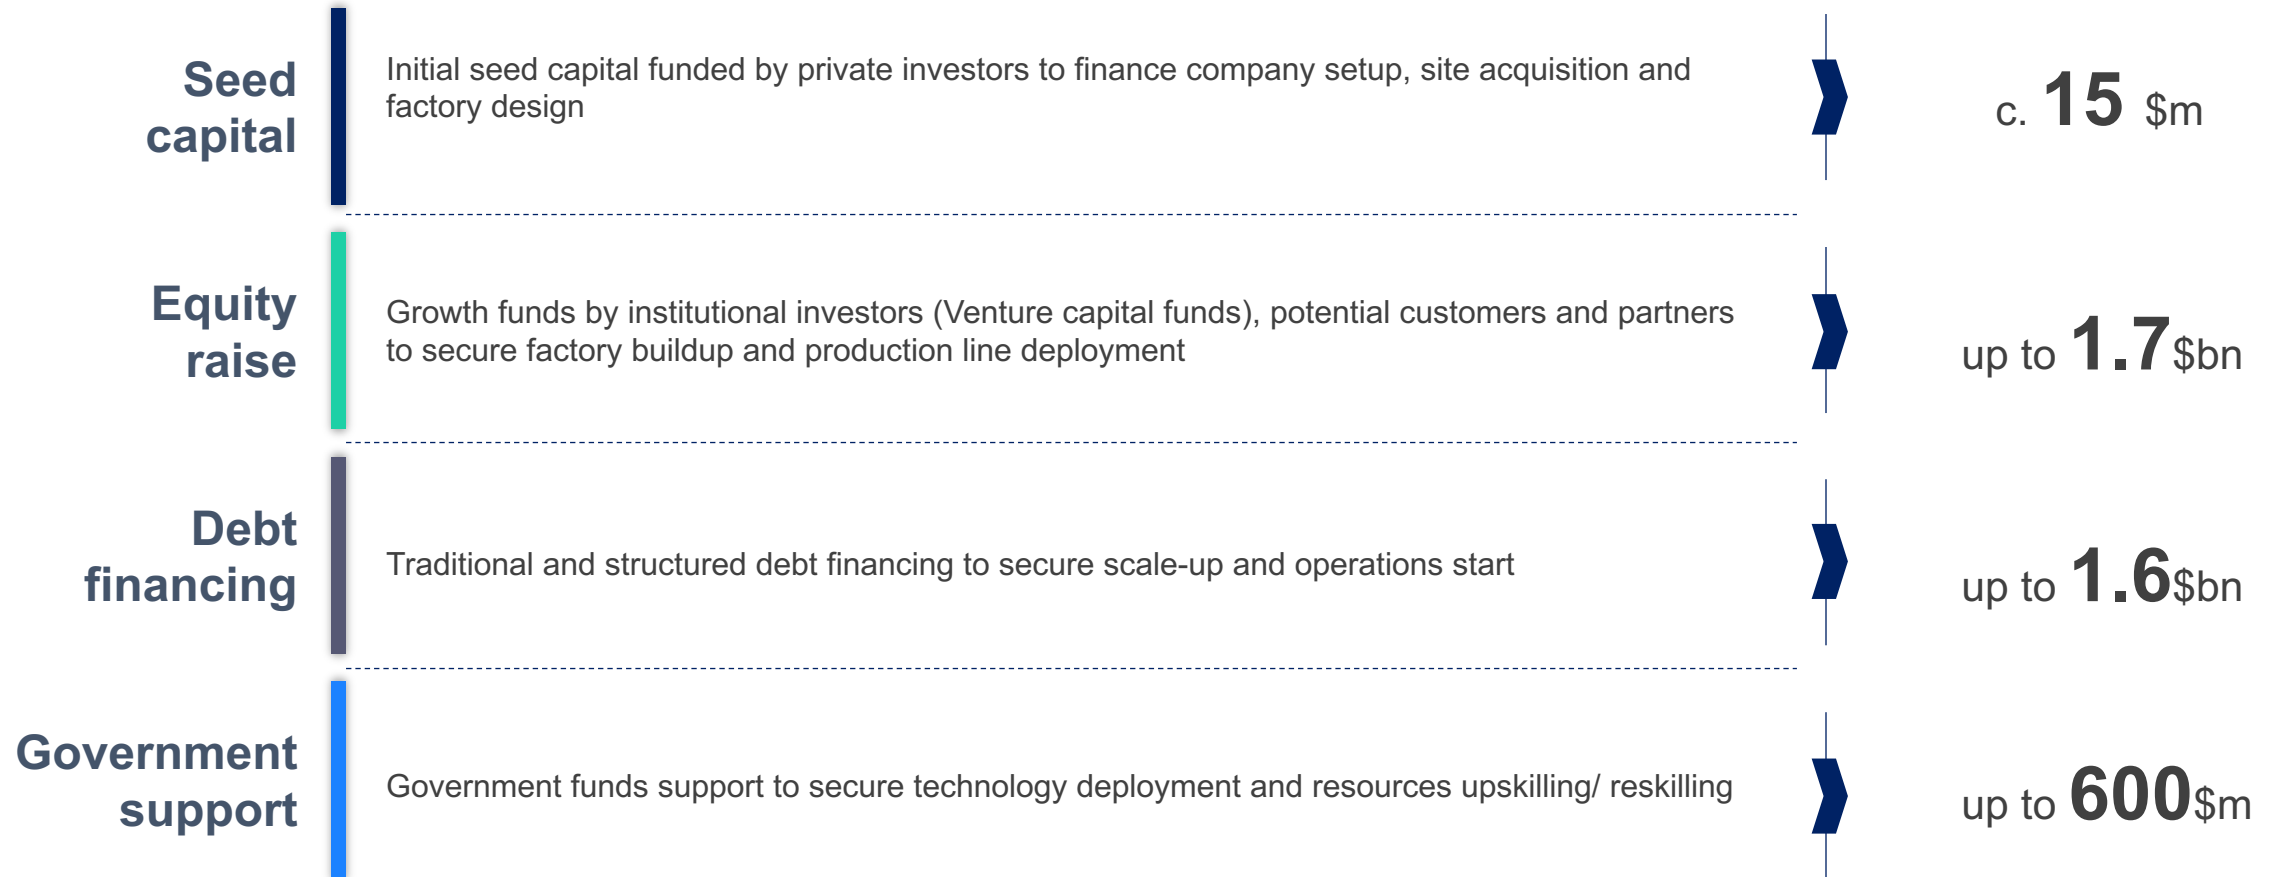 Seed
capital
Initial seed capital funded by private investors to finance company setup, site acquisition and
factory design
c. 15 $m
Equity
raise
Growth funds by institutional investors (Venture capital funds), potential customers and partners
to secure factory buildup and production line deployment
up to 1.7$bn
Debt
financing
Traditional and structured debt financing to secure scale-up and operations start
up to 1.6$bn
Government
support
Government funds support to secure technology deployment and resources upskilling/ reskilling
up to 600$m